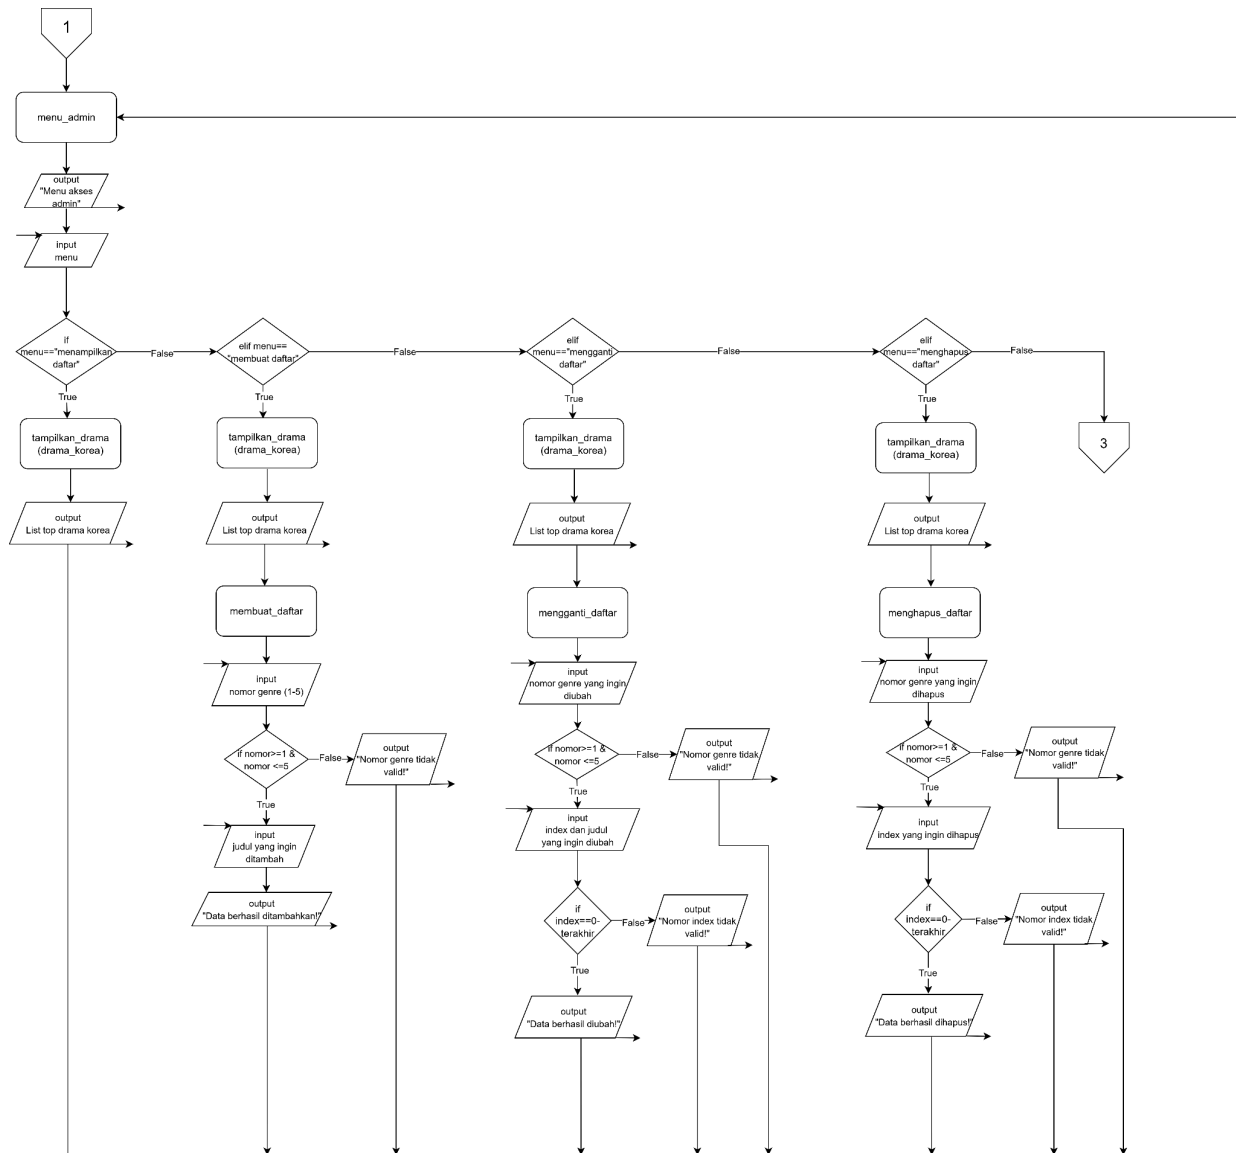 1
menu_admin
output
"Menu akses
admin"
input
menu
if
menu=="menampilkan
daftar"
False
elif menu==
"membuat daftar"
False
elif
menu=="mengganti
daftar"
False
elif
menu=="menghapus
daftar"
False
True
True
True
True
tampilkan_drama
(drama_korea)
tampilkan_drama
(drama_korea)
tampilkan_drama
(drama_korea)
tampilkan_drama
(drama_korea)
3
output
List top drama korea
output
List top drama korea
output
List top drama korea
output
List top drama korea
membuat_daftar
mengganti_daftar
menghapus_daftar
input
nomor genre (1-5)
input
nomor genre yang ingin
diubah
input
nomor genre yang ingin
dihapus
if nomor>=1 &
nomor <=5
False
output
"Nomor genre tidak
valid!"
if nomor>=1 &
nomor <=5
False
output
"Nomor genre tidak
valid!"
if nomor>=1 &
nomor <=5
False
output
"Nomor genre tidak
valid!"
True
True
True
input
judul yang ingin
ditambah
input
index dan judul
yang ingin diubah
input
index yang ingin dihapus
output
"Data berhasil ditambahkan!"
if
index==0-
terakhir
False
output
"Nomor index tidak
valid!"
if
index==0-
terakhir
False
output
"Nomor index tidak
valid!"
True
True
output
"Data berhasil diubah!"
output
"Data berhasil dihapus!"